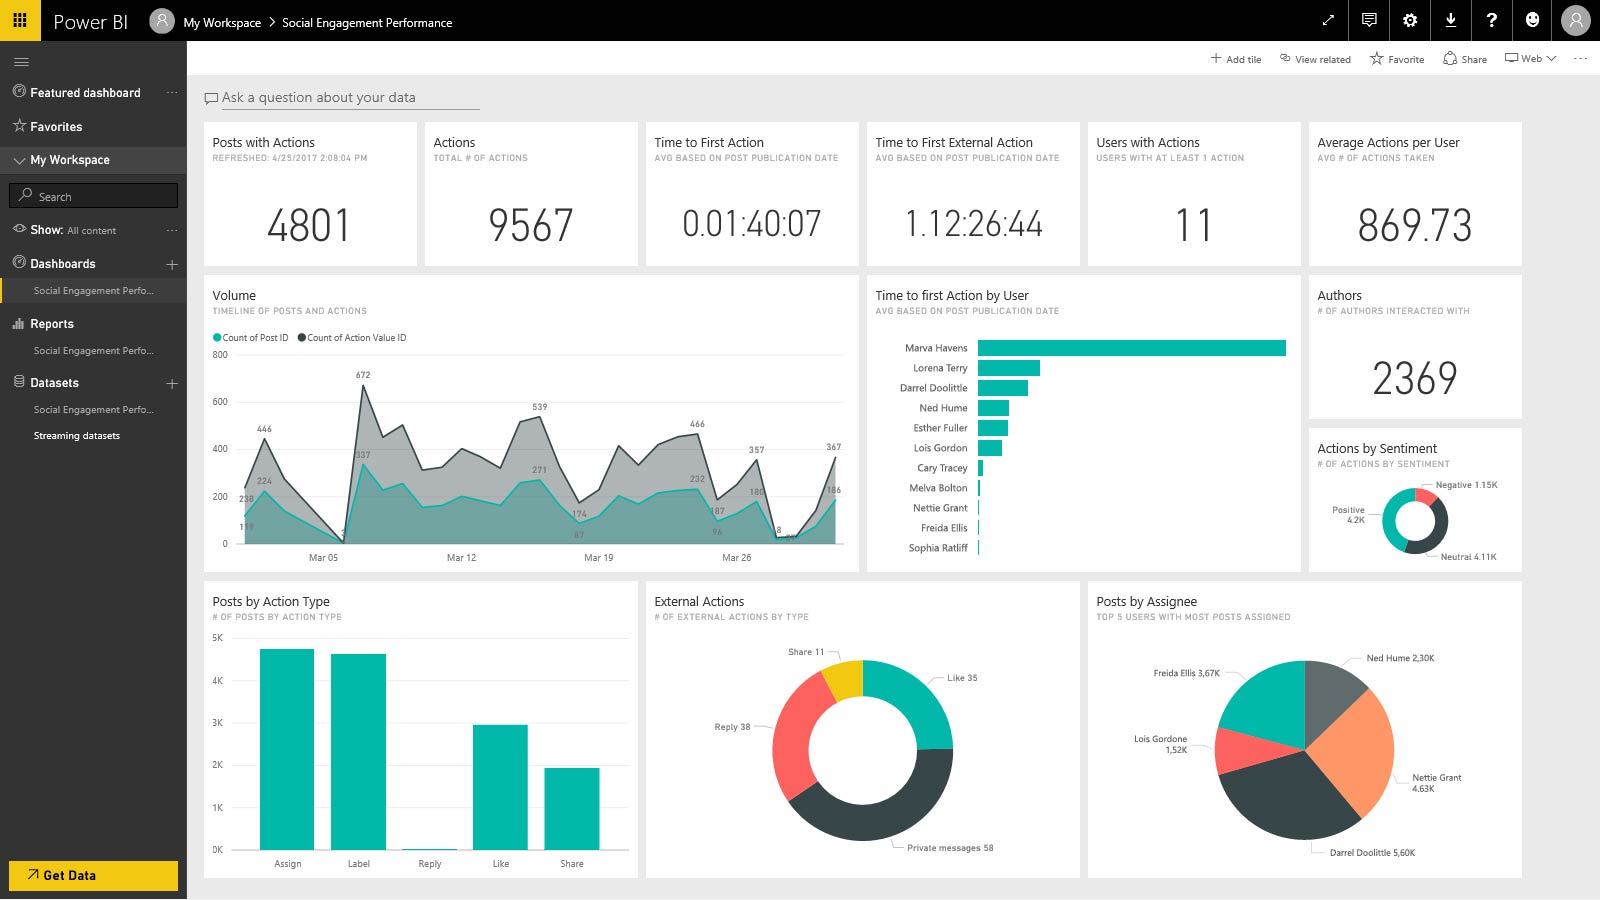 Power BI
My Workspace > Social Engagement Performance
Add tile
View related
Favorite
Share
Web
Featured dashboard
Favorites
My Workspace
Search
Show: All content
Dashboards
Social Engagement Perfo...
Reports
Social Engagement Perfo...
Datasets
Social Engagement Perfo...
Streaming datasets
Get Data
Ask a question about your data
Posts with Actions
REFRESHED: 4/25/2017 2:08:04 PM
4801
Actions
TOTAL # OF ACTIONS
9567
Time to First Action
AVG BASED ON POST PUBLICATION DATE
0.01:40:07
Time to First External Action
AVG BASED ON POST PUBLICATION DATE
1.12:26:44
Users with Actions
USERS WITH AT LEAST 1 ACTION
11
Average Actions per User
AVG # OF ACTIONS TAKEN
869.73
Volume
TIMELINE OF POSTS AND ACTIONS
Count of Post ID Count of Action Value ID
800
600
400
200
0
672
446
539
466
357
367
337
224
271
232
180
186
238
119
174
87
187
96
8
Mar 05
Mar 12
Mar 19
Mar 26
Time to first Action by User
AVG BASED ON POST PUBLICATION DATE
Marva Havens
Lorena Terry
Darrel Doolittle
Ned Hume
Esther Fuller
Lois Gordon
Cary Tracey
Melva Bolton
Nettie Grant
Freida Ellis
Sophia Ratliff
Authors
# OF AUTHORS INTERACTED WITH
2369
Actions by Sentiment
# OF ACTIONS BY SENTIMENT
Negative 1.15K
Positive
4.2K
Neutral 4.11K
Posts by Action Type
# OF POSTS BY ACTION TYPE
5K
4K
3K
2K
1K
0K
Assign
Label
Reply
Like
Share
External Actions
# OF EXTERNAL ACTIONS BY TYPE
Share 11
Like 35
Reply 38
Private messages 58
Posts by Assignee
TOP 5 USERS WITH MOST POSTS ASSIGNED
Ned Hume 2,30K
Freida Ellis 3,67K
Lois Gordone
1,52K
Nettie Grant
4.63K
Darrel Doolittle 5,60K